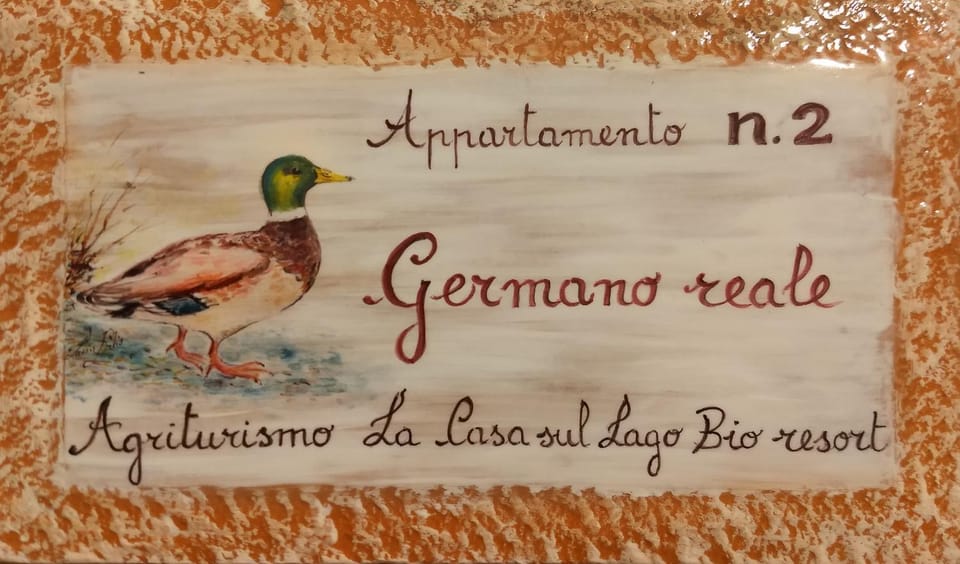 Appartamento n.2
Germano reale
Agriturismo La Casa sul Lago Bio resort